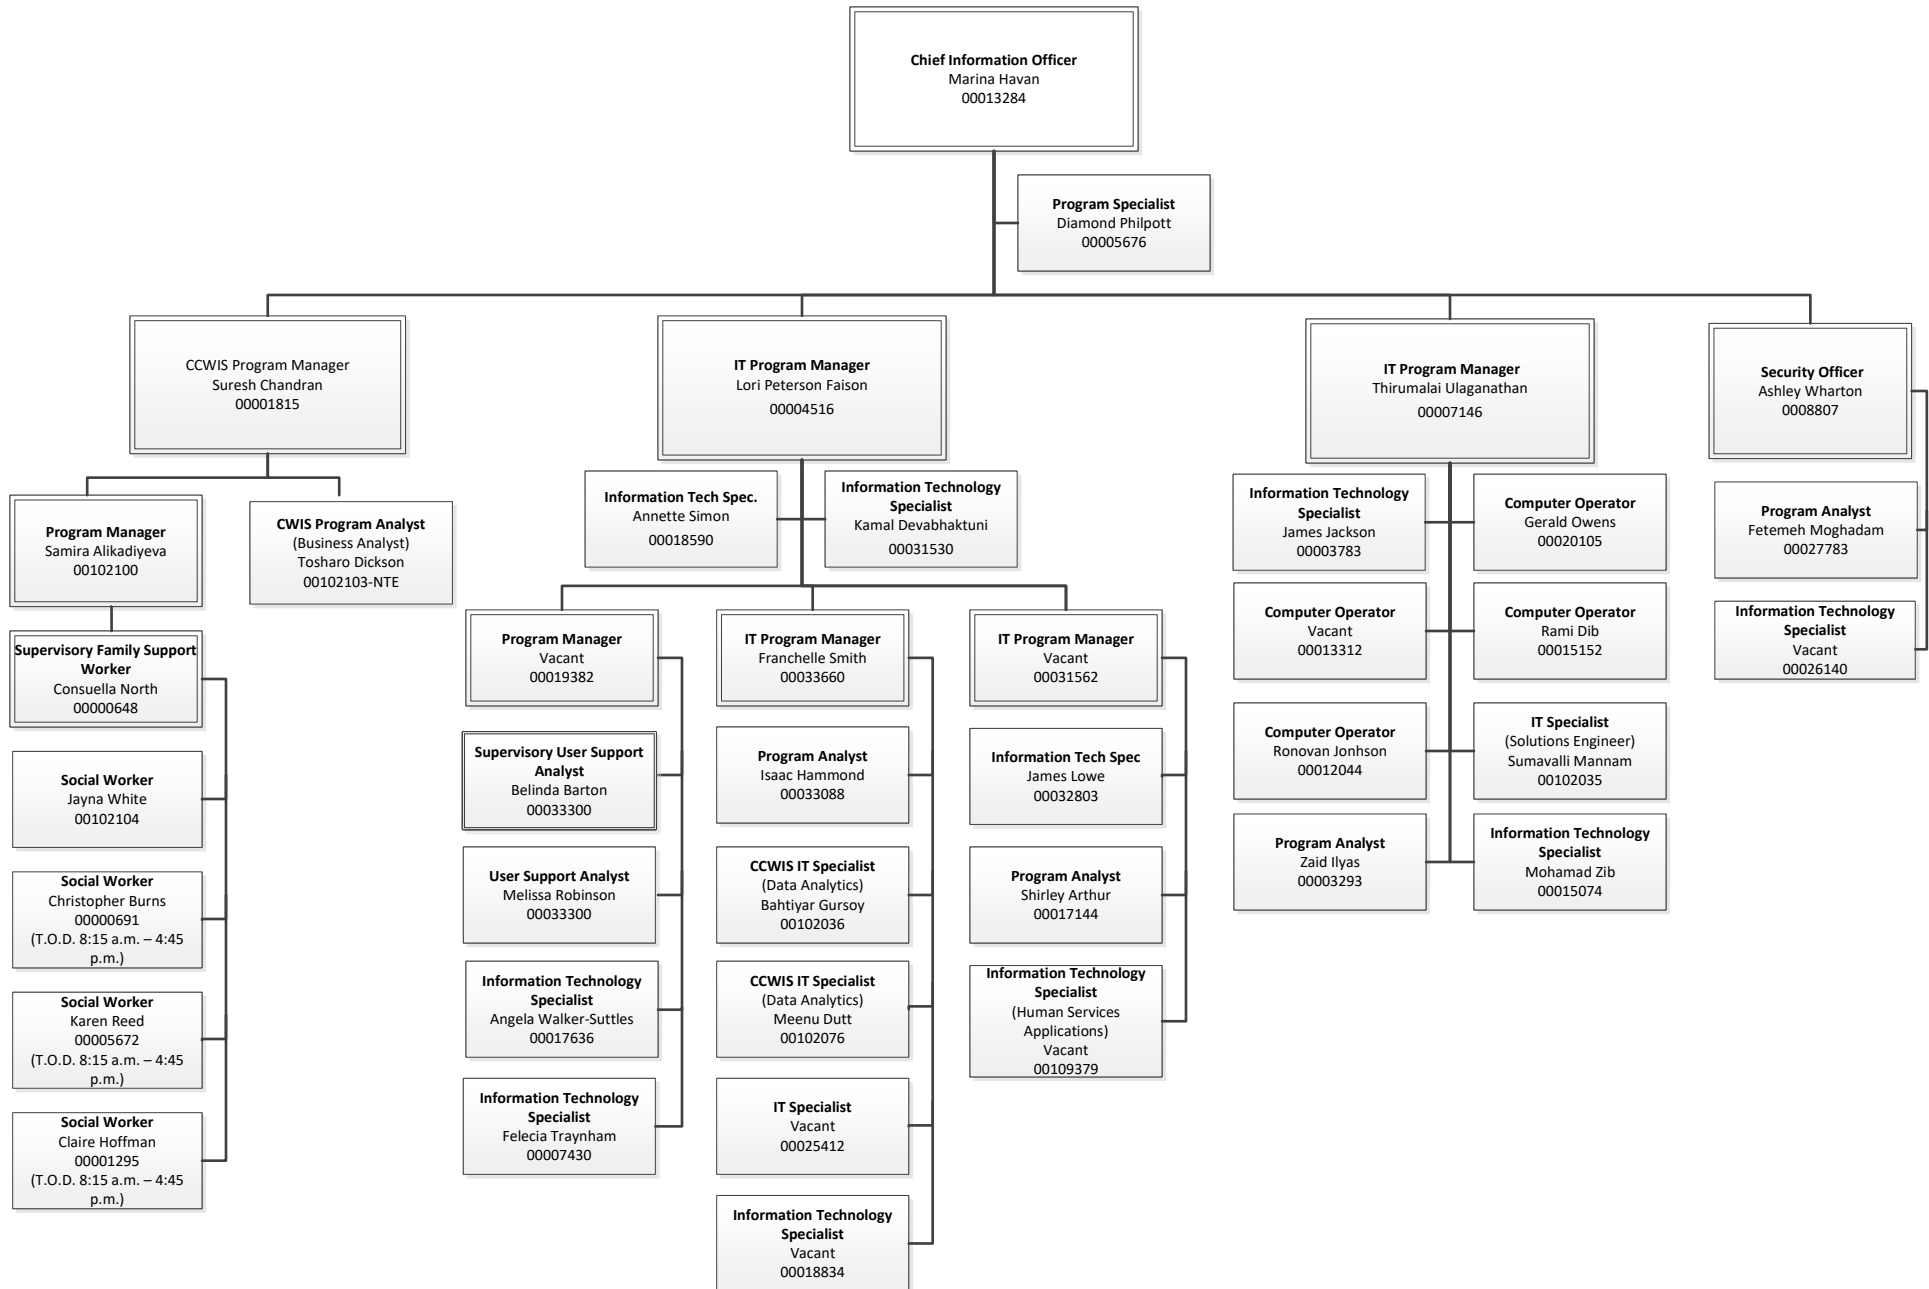 Chief Information Officer
Marina Havan
00013284
Program Specialist
Diamond Philpott
00005676
CCWIS Program Manager
Suresh Chandran
00001815
IT Program Manager
Lori Peterson Faison
00004516
IT Program Manager
Thirumalai Ulaganathan
00007146
Security Officer
Ashley Wharton
0008807
Program Manager
Samira Alikadiyeva
00102100
CWIS Program Analyst
(Business Analyst)
Tosharo Dickson
00102103-NTE
Supervisory Family Support
Worker
Consuella North
00000648
Social Worker
Jayna White
00102104
Social Worker
Christopher Burns
00000691
(T.O.D. 8:15 a.m. – 4:45
p.m.)
Social Worker
Karen Reed
00005672
(T.O.D. 8:15 a.m. – 4:45
p.m.)
Social Worker
Claire Hoffman
00001295
(T.O.D. 8:15 a.m. – 4:45
p.m.)
Information Tech Spec.
Annette Simon
00018590
Information Technology
Specialist
Kamal Devabhaktuni
00031530
Program Manager
Vacant
00019382
Supervisory User Support
Analyst
Belinda Barton
00033300
User Support Analyst
Melissa Robinson
00033300
Information Technology
Specialist
Angela Walker-Suttles
00017636
Information Technology
Specialist
Felecia Traynham
00007430
IT Program Manager
Franchelle Smith
00033660
Program Analyst
Isaac Hammond
00033088
CCWIS IT Specialist
(Data Analytics)
Bahtiyar Gursoy
00102036
CCWIS IT Specialist
(Data Analytics)
Meenu Dutt
00102076
IT Specialist
Vacant
00025412
Information Technology
Specialist
Vacant
00018834
IT Program Manager
Vacant
00031562
Information Tech Spec
James Lowe
00032803
Program Analyst
Shirley Arthur
00017144
Information Technology
Specialist
(Human Services
Applications)
Vacant
00109379
Information Technology
Specialist
James Jackson
00003783
Computer Operator
Gerald Owens
00020105
Computer Operator
Vacant
00013312
Computer Operator
Rami Dib
00015152
Computer Operator
Ronovan Jonhson
00012044
IT Specialist
(Solutions Engineer)
Sumavalli Mannam
00102035
Program Analyst
Zaid Ilyas
00003293
Information Technology
Specialist
Mohamad Zib
00015074
Program Analyst
Fetemeh Moghadam
00027783
Information Technology
Specialist
Vacant
00026140